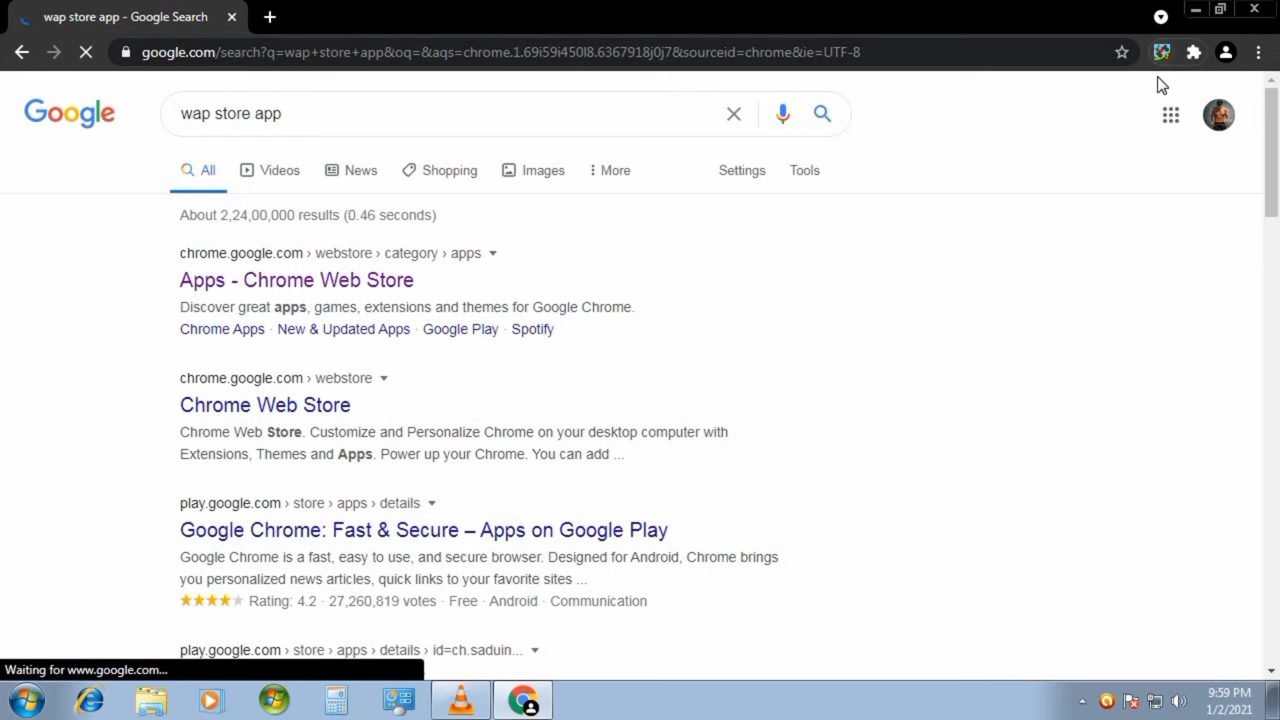 wap store app - Google Search
google.com/search?q=wap+store+app&oq=&aqs=chrome.1.69i59i450l8.6367918j0j7&sourceid=chrome&ie=UTF-8
Google
wap store app
All Videos News Shopping Images More Settings Tools
About 2,24,00,000 results (0.46 seconds)
chrome.google.com › webstore › category › apps
Apps - Chrome Web Store
Discover great apps, games, extensions and themes for Google Chrome.
Chrome Apps · New & Updated Apps · Google Play · Spotify
chrome.google.com › webstore
Chrome Web Store
Chrome Web Store. Customize and Personalize Chrome on your desktop computer with
Extensions, Themes and Apps. Power up your Chrome. You can add ...
play.google.com › store › apps › details
Google Chrome: Fast & Secure – Apps on Google Play
Google Chrome is a fast, easy to use, and secure browser. Designed for Android, Chrome brings
you personalized news articles, quick links to your favorite sites ...
Rating: 4.2 · 27,260,819 votes · Free · Android · Communication
play.google.com › store › apps › details › id=ch.saduin...
Waiting for www.google.com...
9:59 PM
1/2/2021